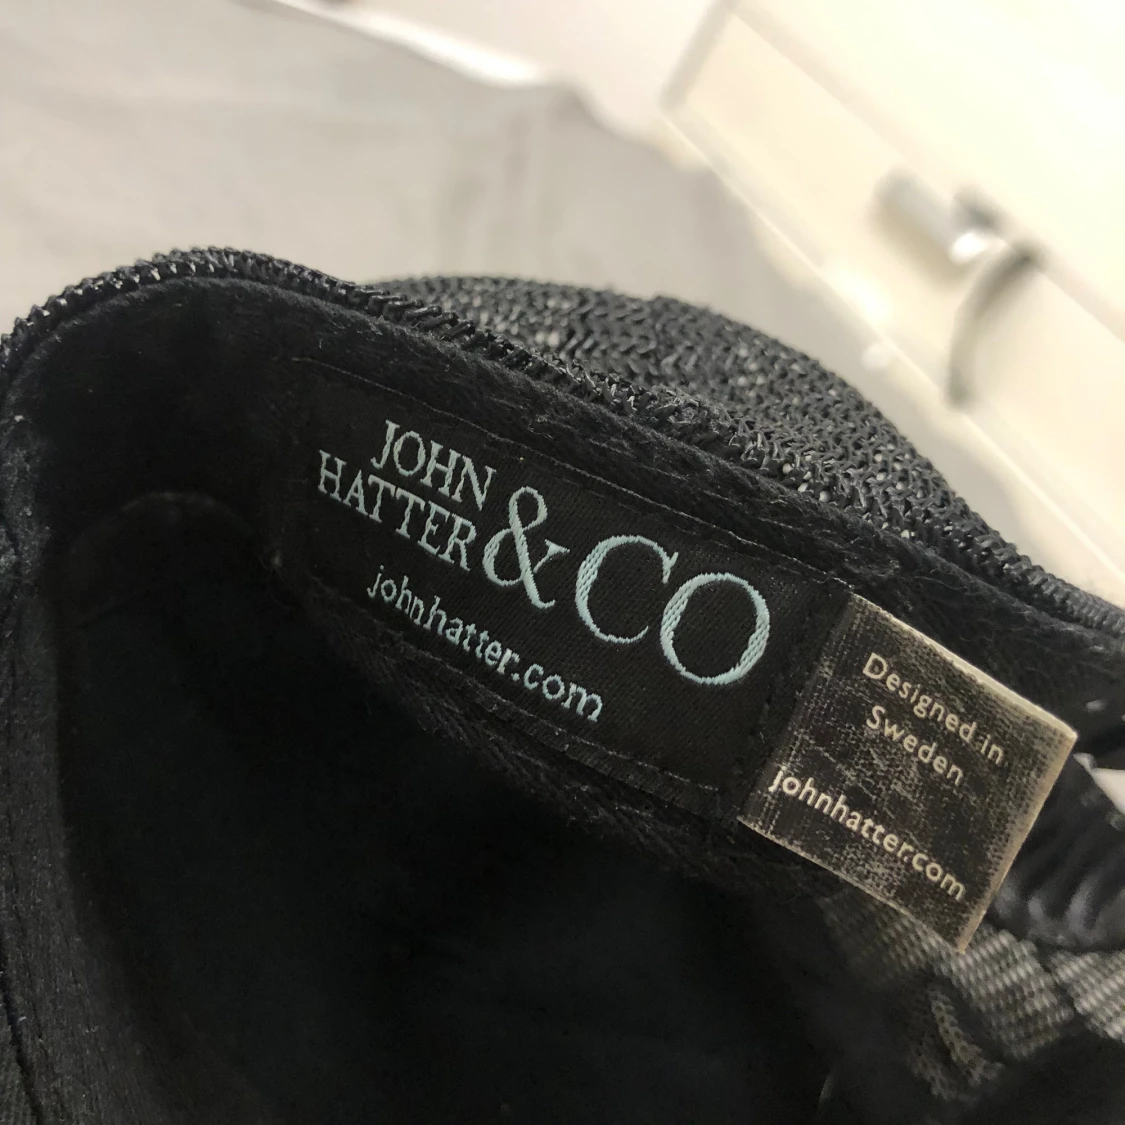 JOHN
HATTER & CO
johnhatter.com
Designed in
Sweden
johnhatter.com